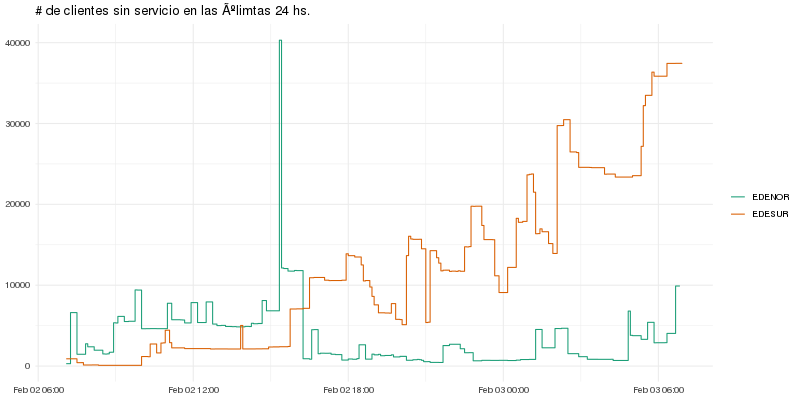 # de clientes sin servicio en las Ãºlimtas 24 hs.
40000
30000
20000
10000
0
Feb 02 06:00
Feb 02 12:00
Feb 02 18:00
Feb 03 00:00
Feb 03 06:00
EDENOR
EDESUR